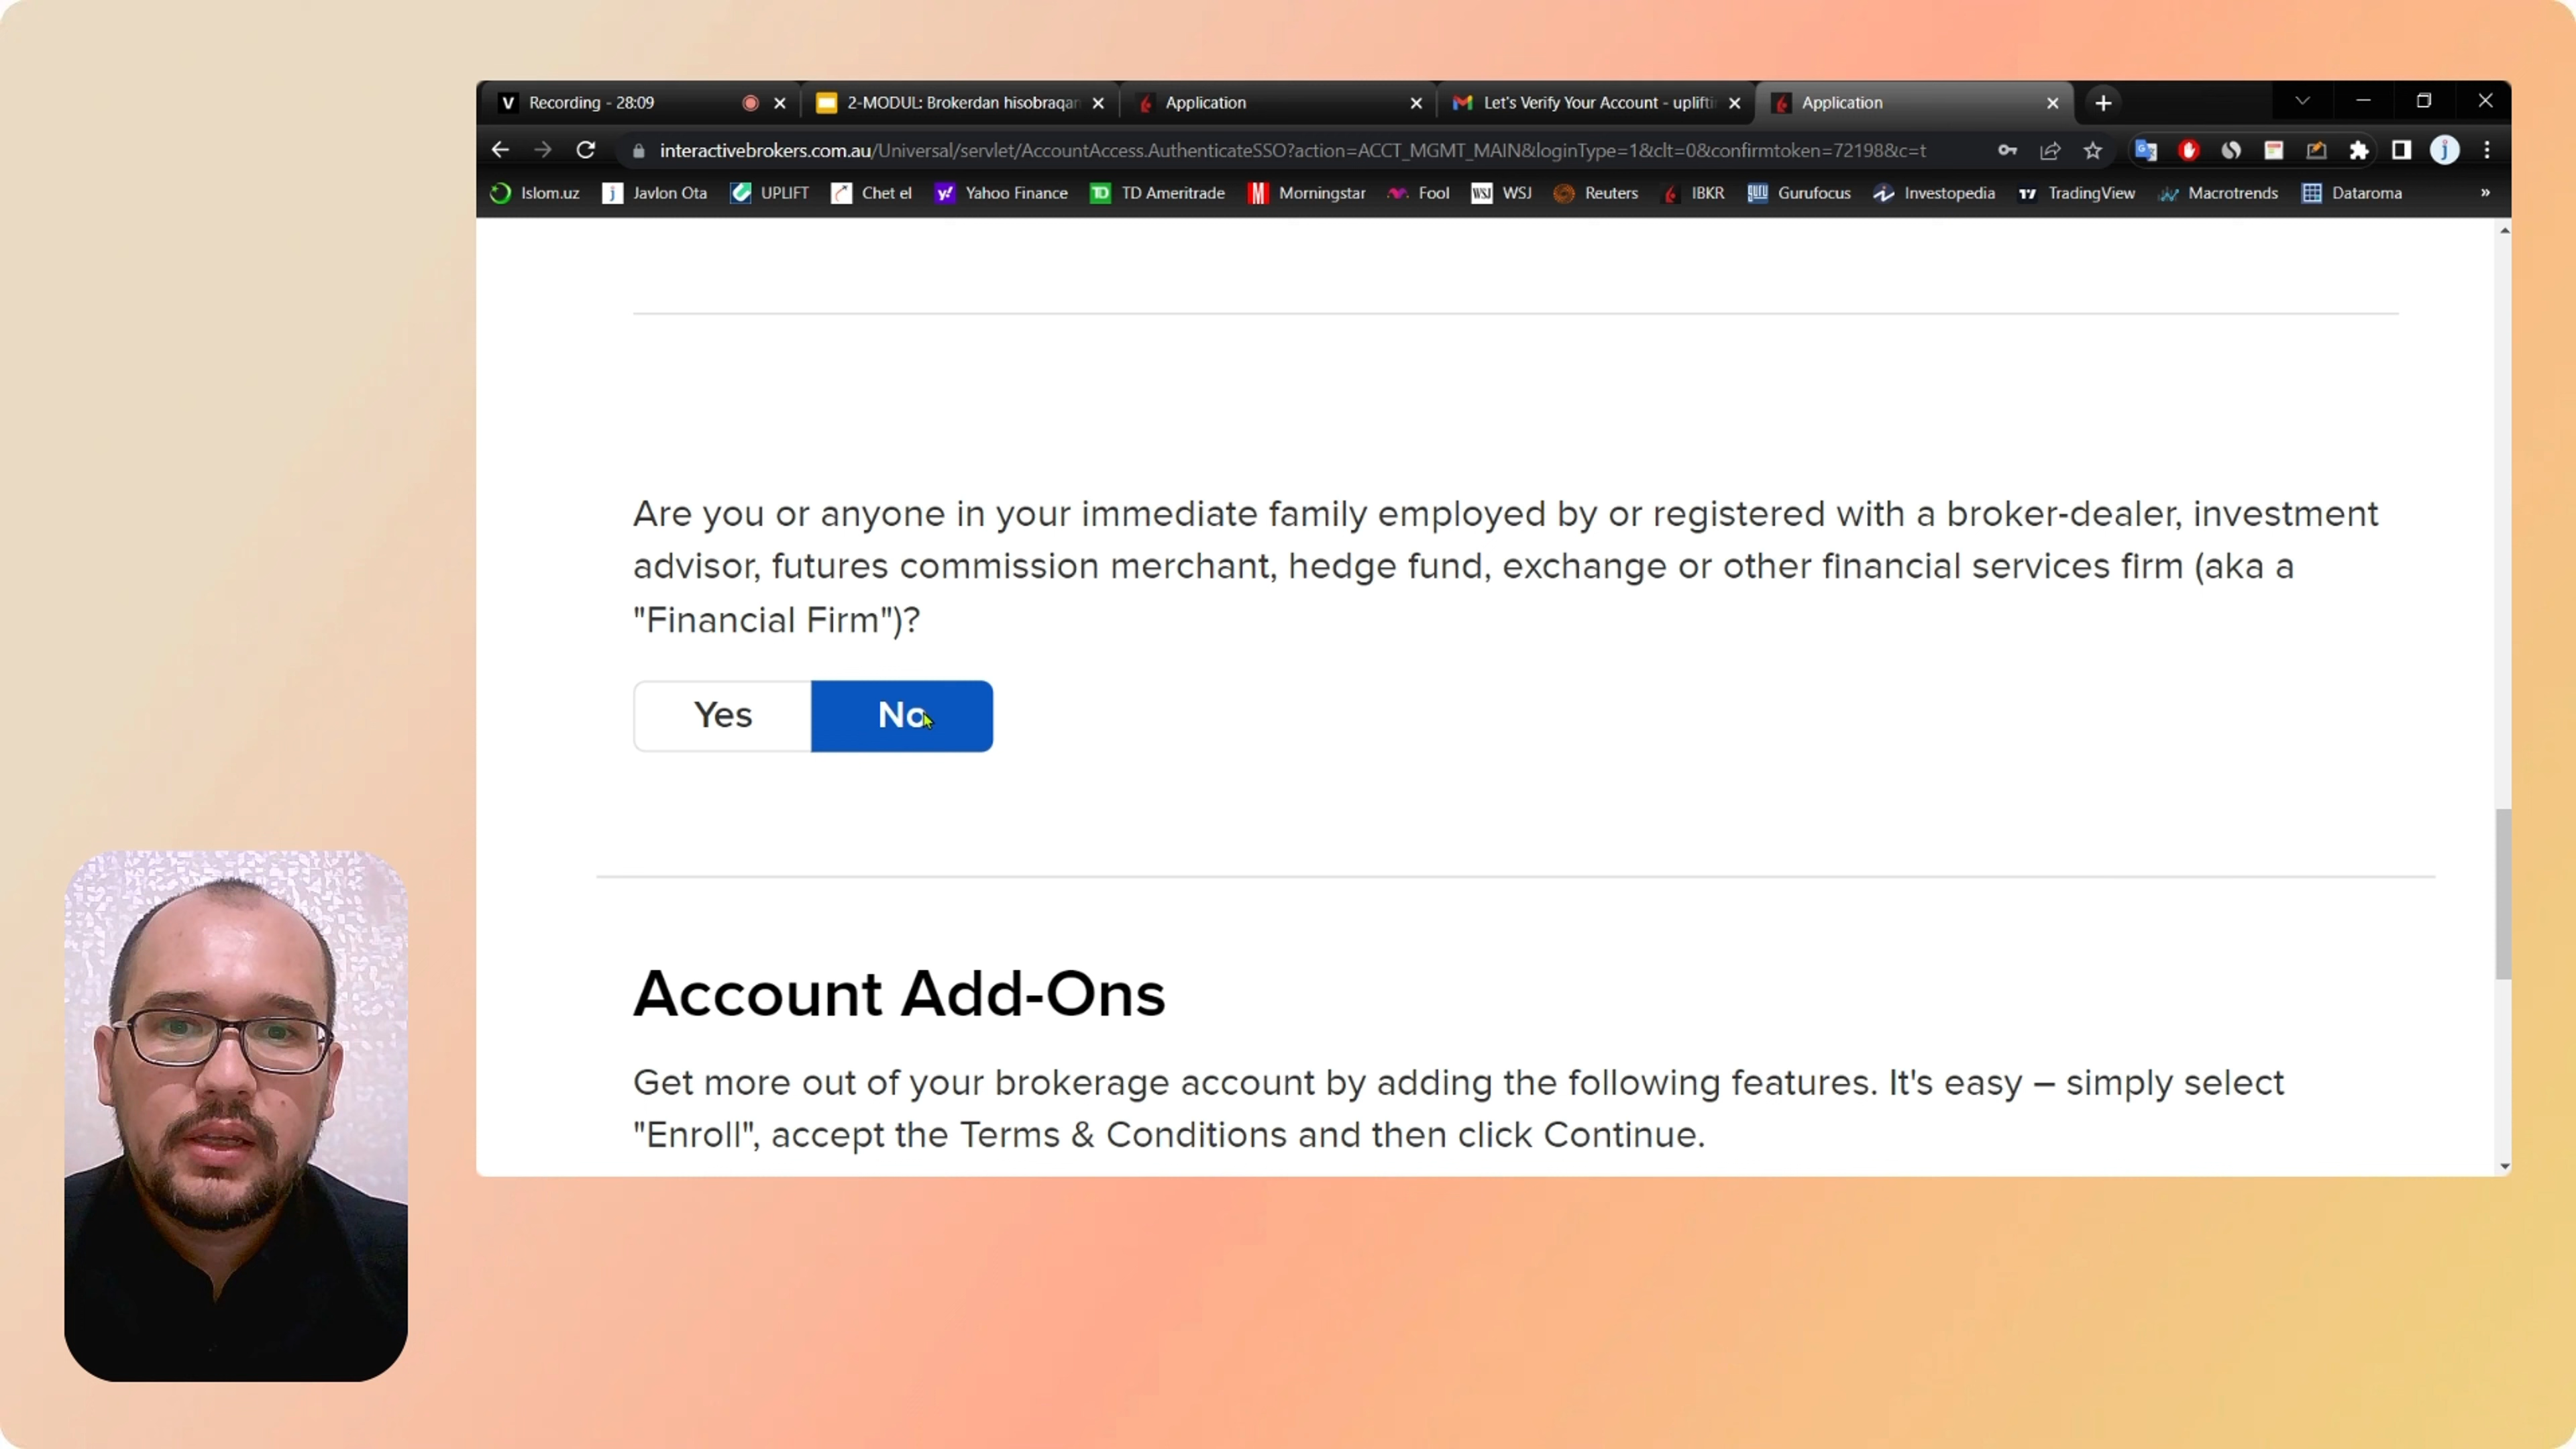 Recording - 28:09
2-MODUL: Brokerdan hisobraqan
Application
Let's Verify Your Account - uplifti
Application
interactivebrokers.com.au/Universal/servlet/AccountAccess.AuthenticateSSO?action=ACCT_MGMT_MAIN&loginType=1&clt=0&confirmtoken=72198&c=t
Islom.uz Javlon Ota UPLIFT Chet el Yahoo Finance TD Ameritrade Morningstar Fool WSJ Reuters IBKR Gurufocus Investopedia TradingView Macrotrends Dataroma »
Are you or anyone in your immediate family employed by or registered with a broker-dealer, investment
advisor, futures commission merchant, hedge fund, exchange or other financial services firm (aka a
"Financial Firm")?
Yes No
Account Add-Ons
Get more out of your brokerage account by adding the following features. It's easy – simply select
"Enroll", accept the Terms & Conditions and then click Continue.